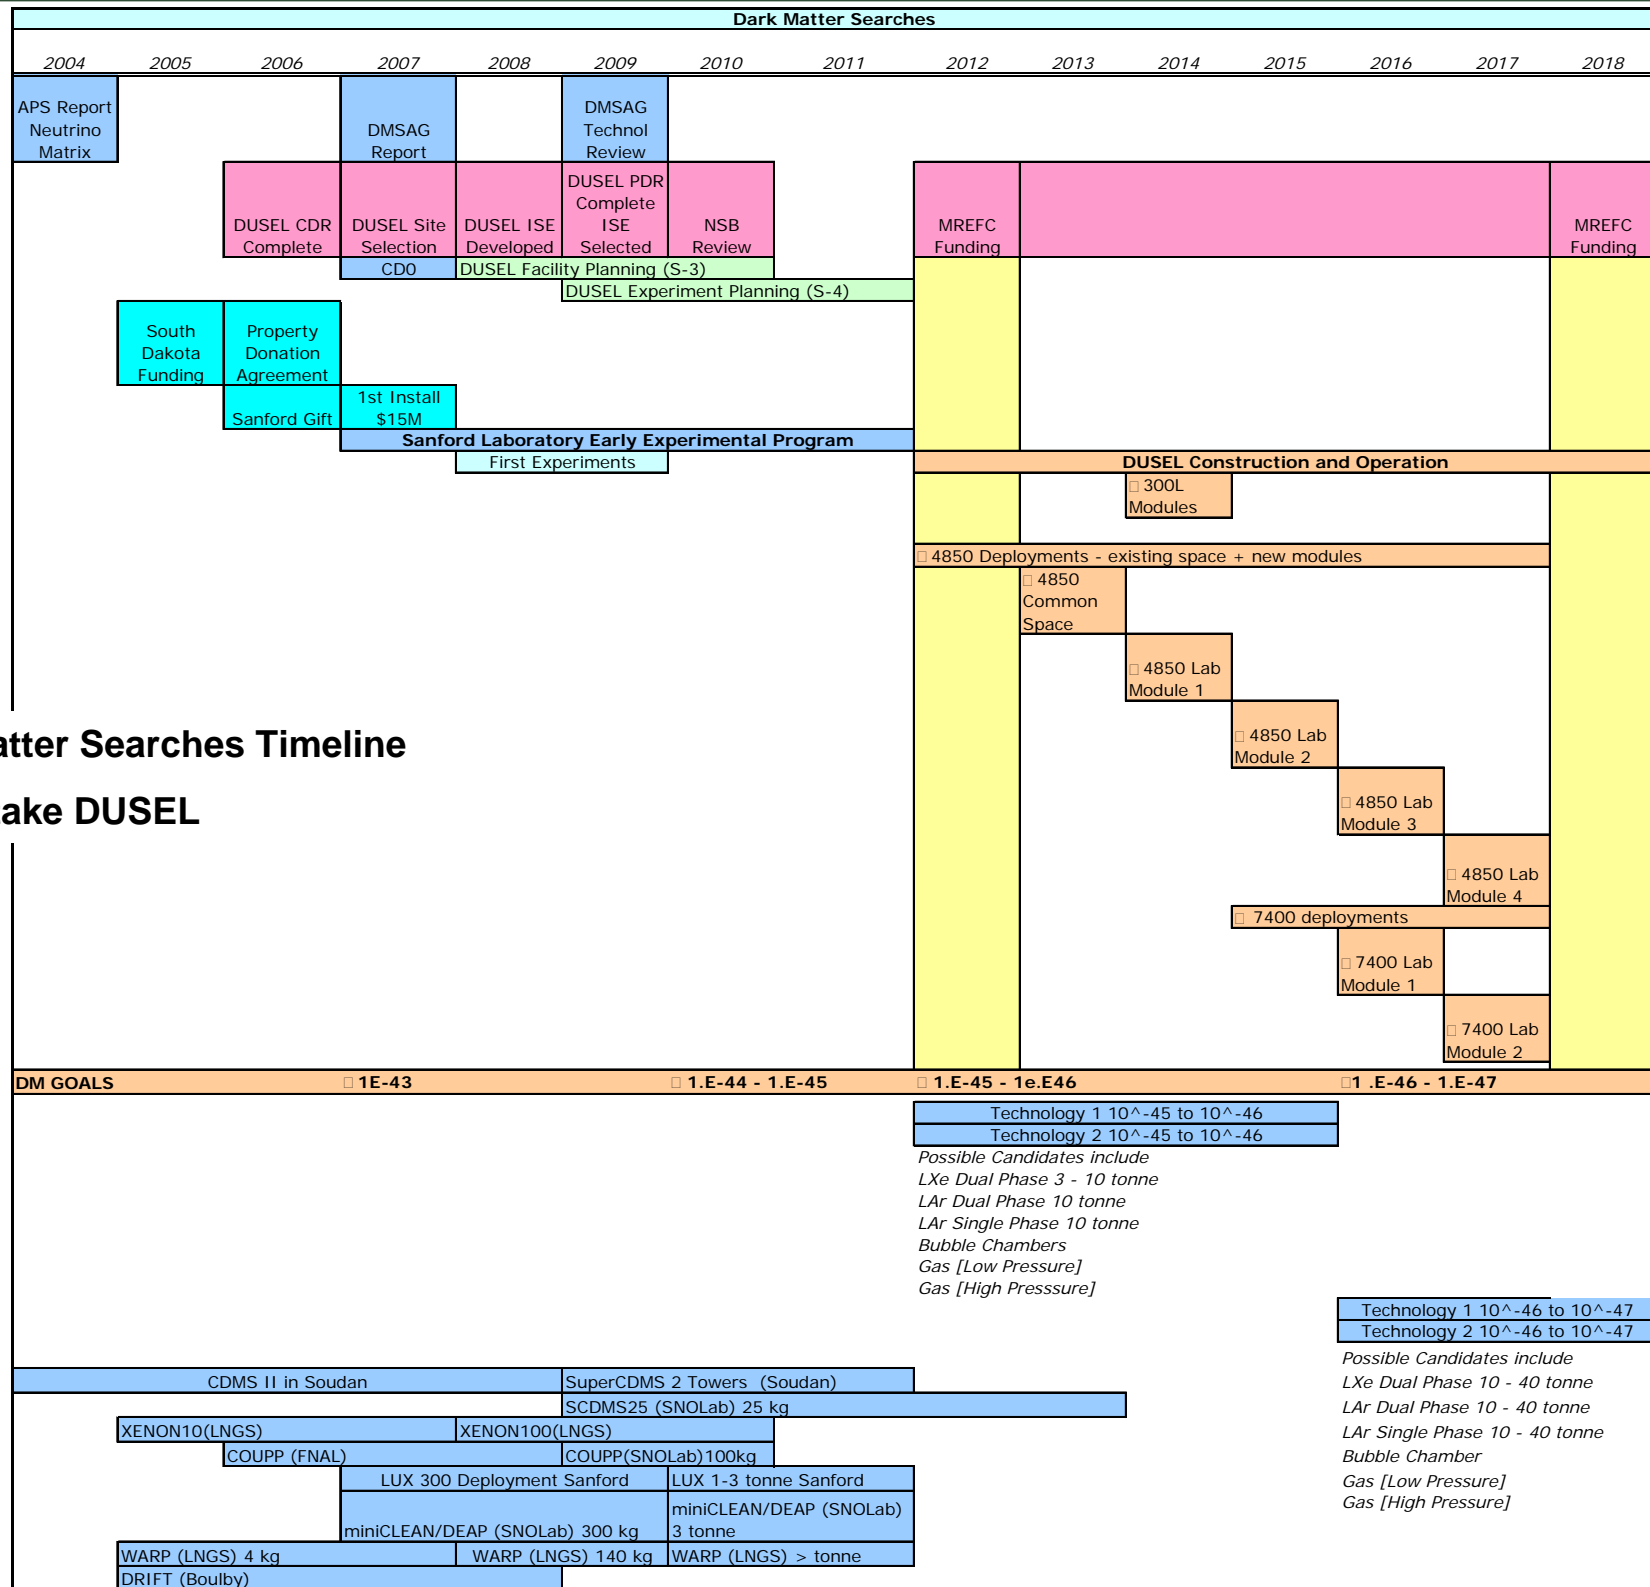 Dark Matter Searches
2004 2005 2006 2007 2008 2009 2010 2011 2012 2013 2014 2015 2016 2017 2018
APS Report
Neutrino
Matrix
DMSAG
Report
DMSAG
Technol
Review
DUSEL CDR
Complete
DUSEL Site
Selection
DUSEL ISE
Developed
DUSEL PDR
Complete
ISE
Selected
NSB
Review
MREFC
Funding
MREFC
Funding
CD0
DUSEL Facility Planning (S-3)
DUSEL Experiment Planning (S-4)
South
Dakota
Funding
Property
Donation
Agreement
Sanford Gift
1st Install
$15M
Sanford Laboratory Early Experimental Program
First Experiments
DUSEL Construction and Operation
□ 300L
Modules
□ 4850 Deployments - existing space + new modules
□ 4850
Common
Space
□ 4850 Lab
Module 1
□ 4850 Lab
Module 2
atter Searches Timeline
ake DUSEL
□ 4850 Lab
Module 3
□ 4850 Lab
Module 4
□ 7400 deployments
□ 7400 Lab
Module 1
□ 7400 Lab
Module 2
DM GOALS □ 1E-43 □ 1.E-44 - 1.E-45 □ 1.E-45 - 1e.E46 □1 .E-46 - 1.E-47
Technology 1 10^-45 to 10^-46
Technology 2 10^-45 to 10^-46
Possible Candidates include
LXe Dual Phase 3 - 10 tonne
LAr Dual Phase 10 tonne
LAr Single Phase 10 tonne
Bubble Chambers
Gas [Low Pressure]
Gas [High Presssure]
Technology 1 10^-46 to 10^-47
Technology 2 10^-46 to 10^-47
Possible Candidates include
LXe Dual Phase 10 - 40 tonne
LAr Dual Phase 10 - 40 tonne
LAr Single Phase 10 - 40 tonne
Bubble Chamber
Gas [Low Pressure]
Gas [High Pressure]
CDMS II in Soudan
SuperCDMS 2 Towers (Soudan)
SCDMS25 (SNOLab) 25 kg
XENON10(LNGS)
XENON100(LNGS)
COUPP (FNAL)
COUPP(SNOLab)100kg
LUX 300 Deployment Sanford
LUX 1-3 tonne Sanford
miniCLEAN/DEAP (SNOLab) 300 kg
miniCLEAN/DEAP (SNOLab)
3 tonne
WARP (LNGS) 4 kg
WARP (LNGS) 140 kg
WARP (LNGS) > tonne
DRIFT (Boulby)